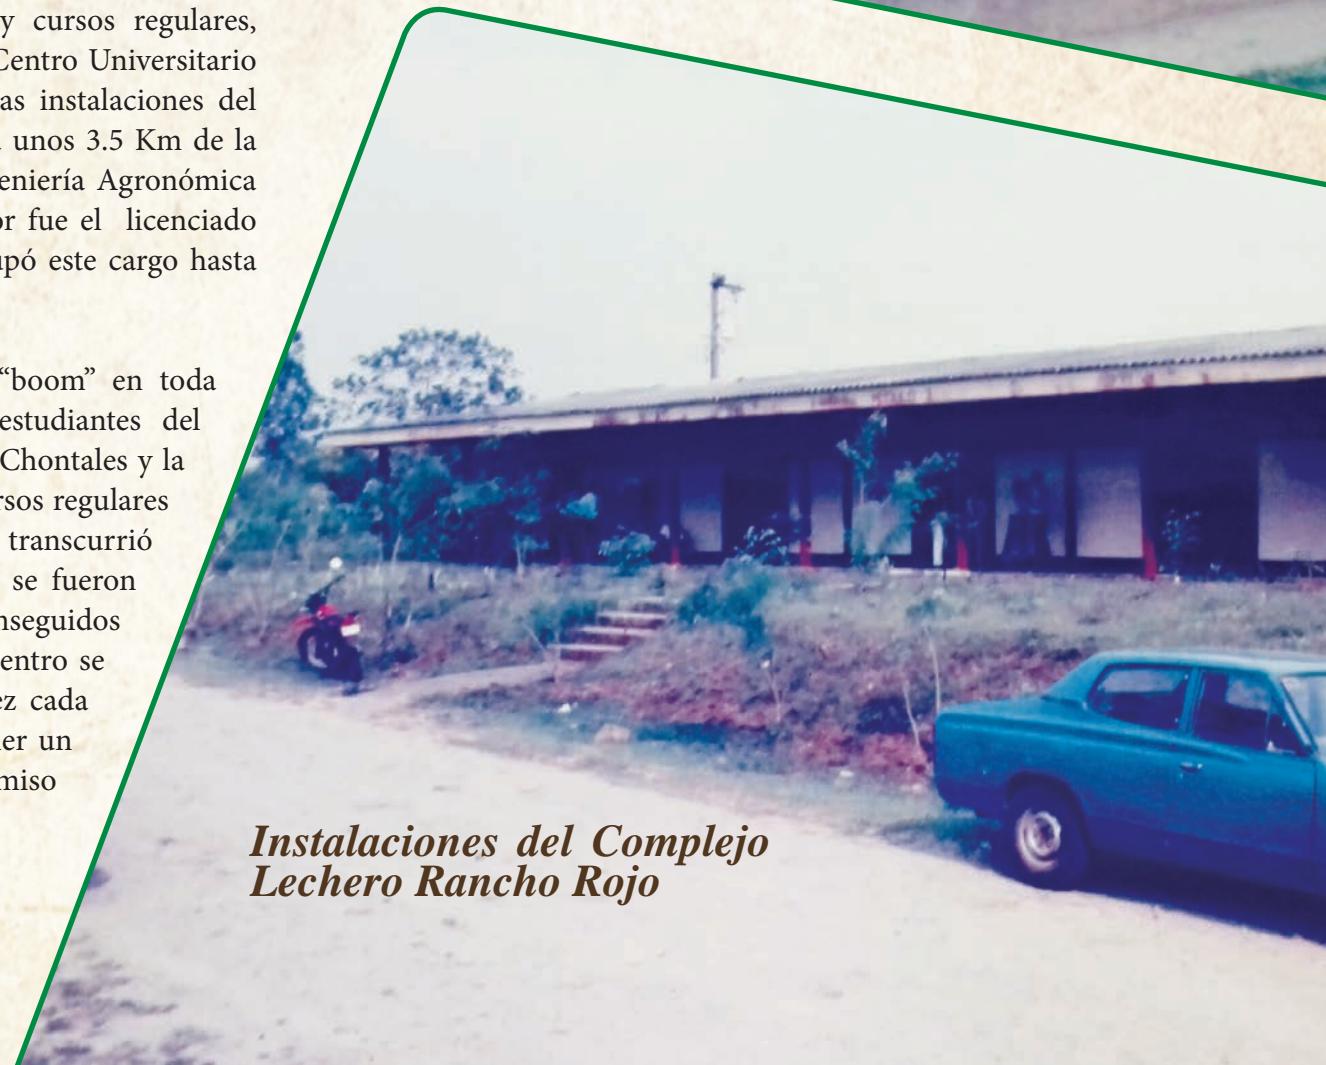 y cursos regulares,
Centro Universitario
as instalaciones del
unos 3.5 Km de la
eniería Agronómica
or fue el licenciado
upó este cargo hasta
“boom” en toda
estudiantes del
Chontales y la
rsos regulares
transcurrió
se fueron
nseguidos
entro se
ez cada
er un
miso
Instalaciones del Complejo
Lechero Rancho Rojo